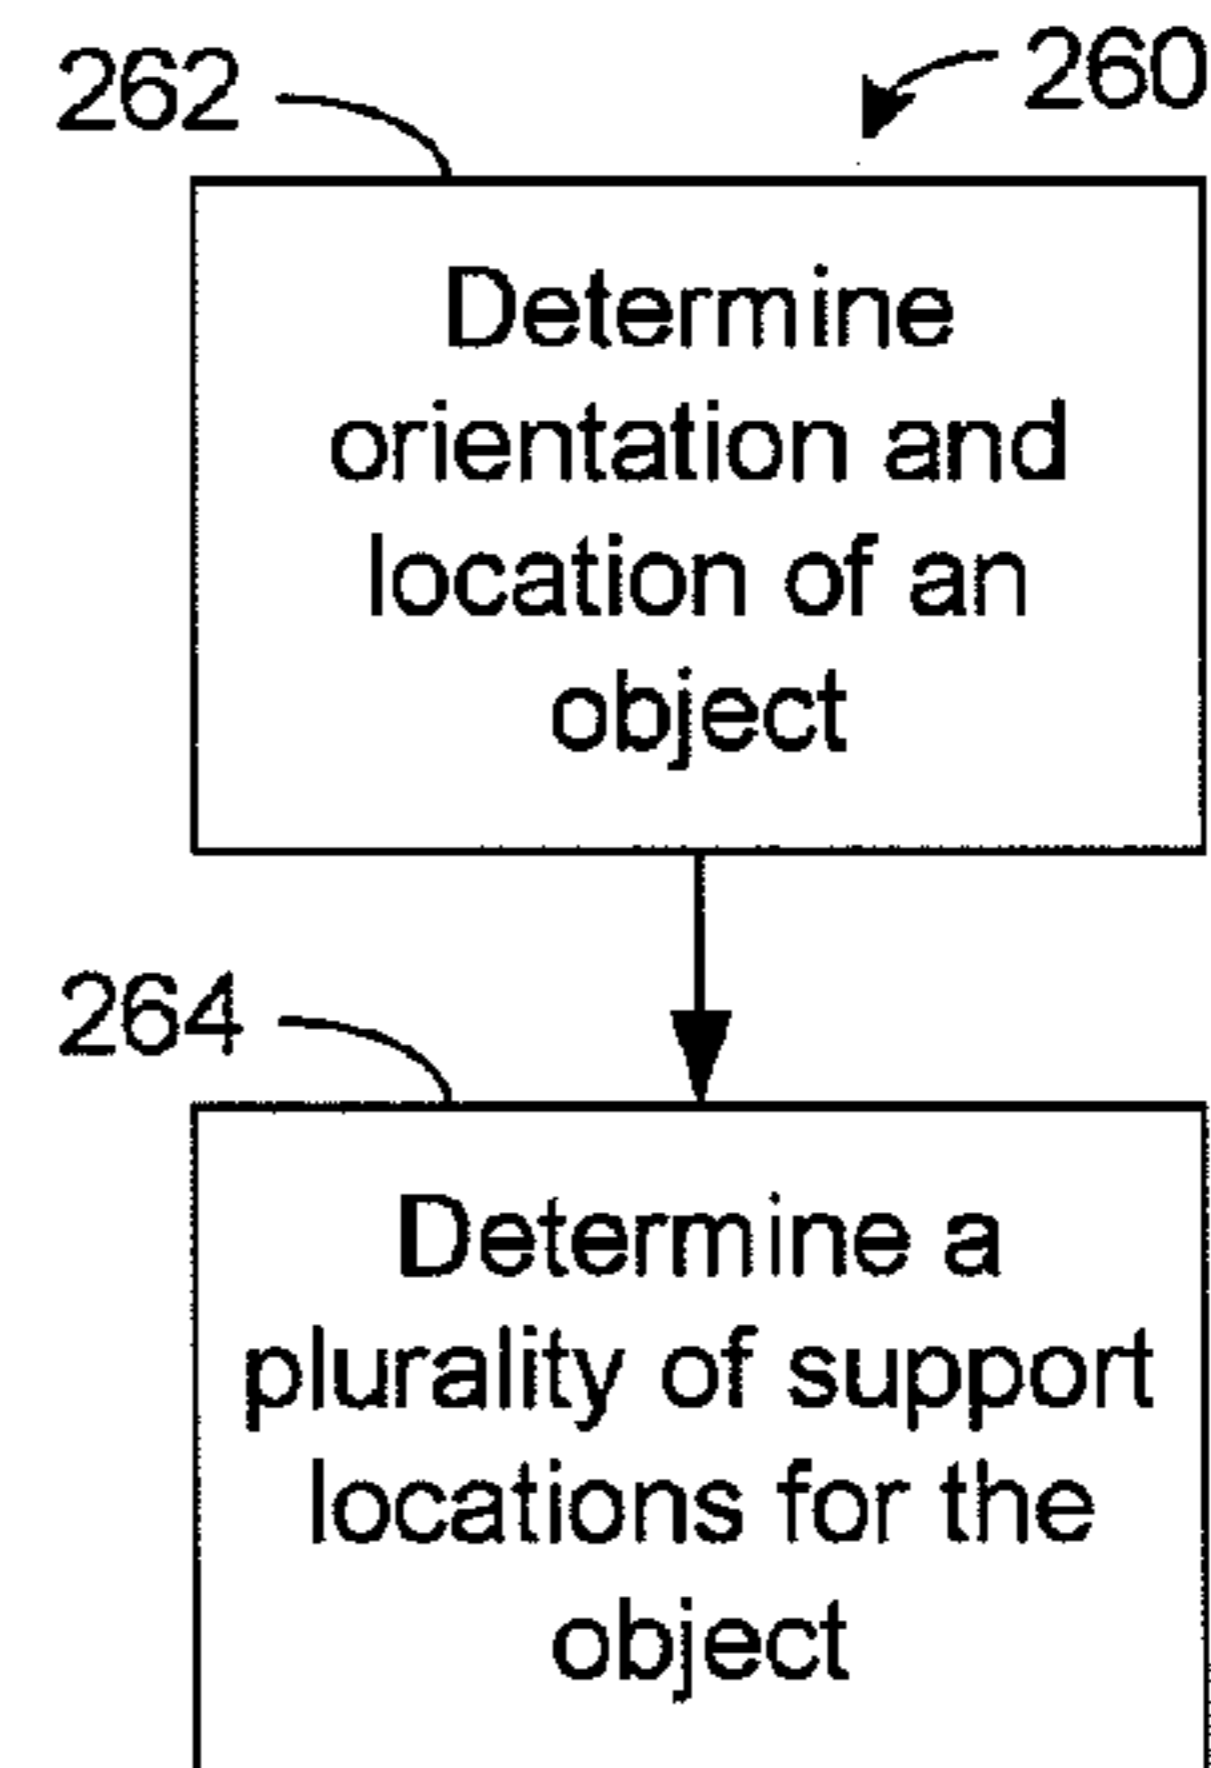 262
260
Determine
orientation and
location of an
object
264
Determine a
plurality of support
locations for the
object